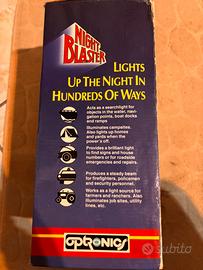 NIGHT
BLASTER
LIGHTS
UP THE NIGHT IN
HUNDREDS OF WAYS
Acts as a searchlight for
objects in the water, navi-
gation points, boat docks
and ramps
Illuminates campsites.
Also lights up homes and
yards when the
power's off.
Provides a brilliant light
to find signs and house
numbers or for roadside
emergencies and repairs.
Produces a steady beam
for firefighters, policemen
and security personnel.
Works as a light source for
farmers and ranchers. Also
illuminates job sites, utility
lines, etc.
OPTRONICS
subito